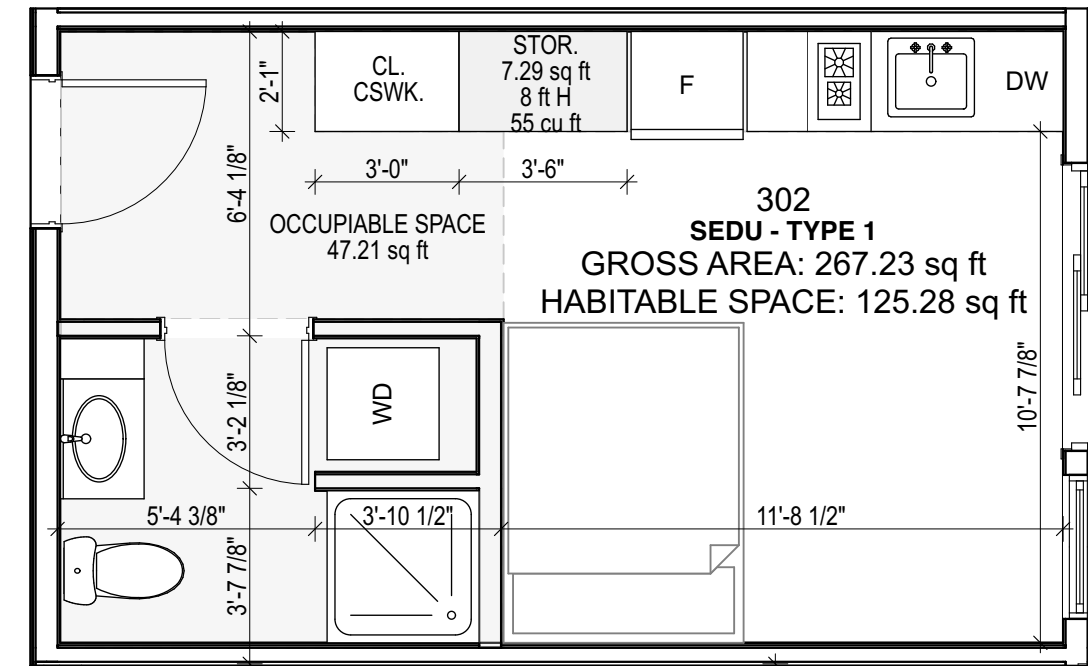 CL.
CSWK.
STOR.
7.29 sq ft
8 ft H
55 cu ft
F
DW
2'-1"
3'-0"
3'-6"
6'-4 1/8"
OCCUPIABLE SPACE
47.21 sq ft
302
SEDU - TYPE 1
GROSS AREA: 267.23 sq ft
HABITABLE SPACE: 125.28 sq ft
WD
3'-2 1/8"
10'-7 7/8"
5'-4 3/8"
3'-10 1/2"
11'-8 1/2"
3'-7 7/8"